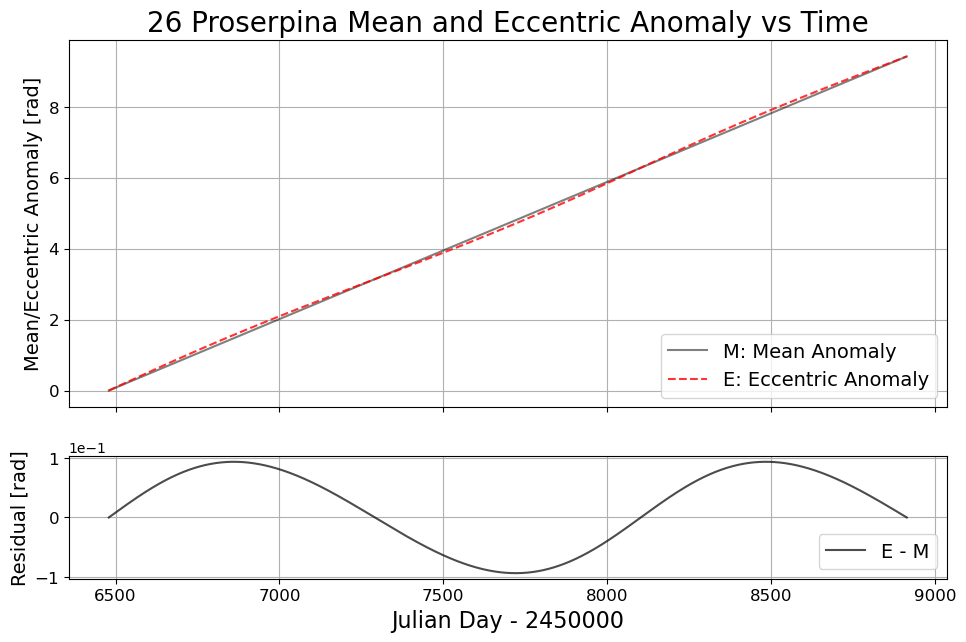 26 Proserpina Mean and Eccentric Anomaly vs Time
Mean/Eccentric Anomaly [rad]
8
6
4
2
0
M: Mean Anomaly
E: Eccentric Anomaly
1e−1
Residual [rad]
1
0
−1
E - M
6500 7000 7500 8000 8500 9000
Julian Day - 2450000